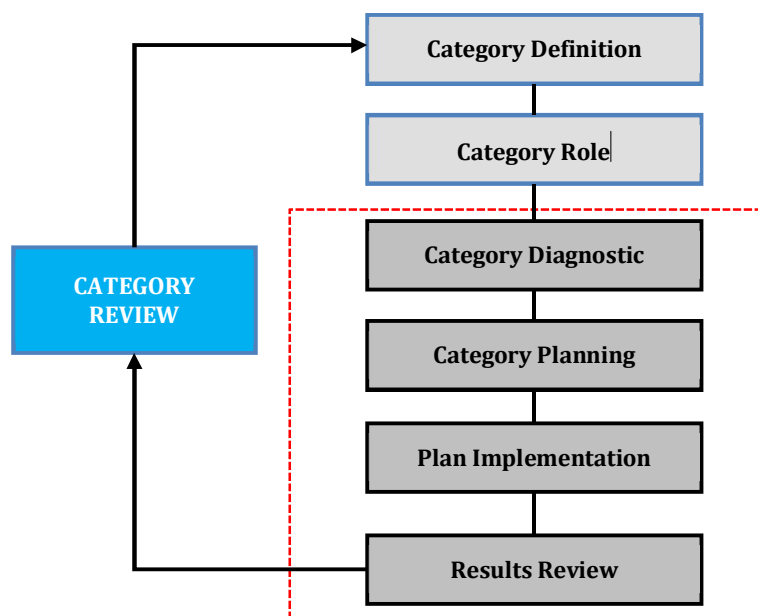 Category Definition
Category Role
Category Diagnostic
CATEGORY
REVIEW
Category Planning
Plan Implementation
Results Review